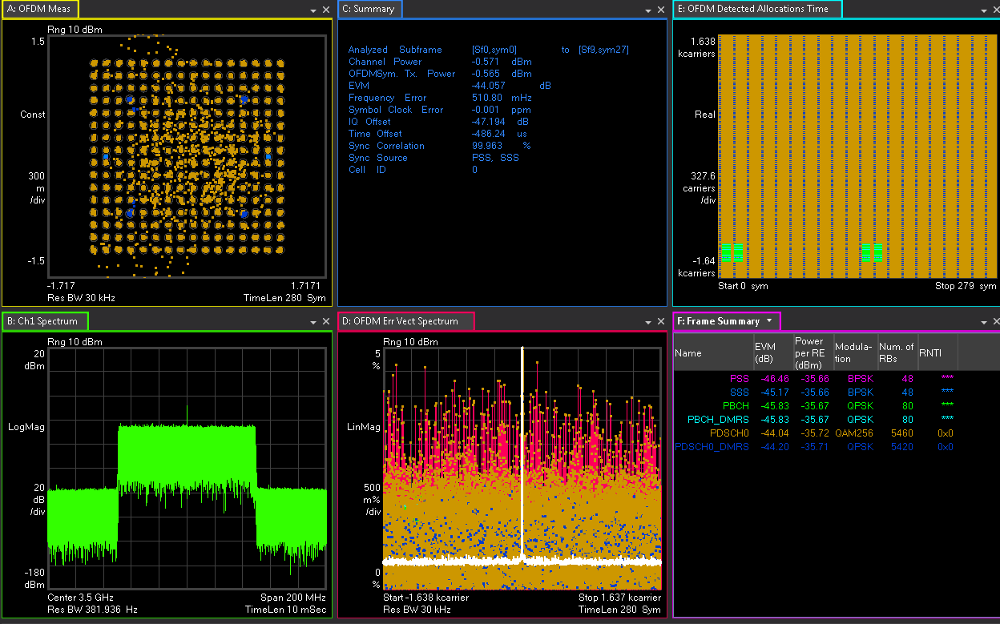 A: OFDM Meas
Rng 10 dBm
1.5
Const
300
m
/div
-1.5
-1.717
1.7171
Res BW 30 kHz
TimeLen 280 Sym
C: Summary
Analyzed Subframe [Sf0,sym0] to [Sf9,sym27]
Channel Power -0.571 dBm
OFDMSym. Tx. Power -0.565 dBm
EVM -44.057 dB
Frequency Error 510.80 mHz
Symbol Clock Error -0.001 ppm
IQ Offset -47.194 dB
Time Offset -486.24 us
Sync Correlation 99.963 %
Sync Source PSS, SSS
Cell ID 0
E: OFDM Detected Allocations Time
1.638
kcarriers
Real
327.6
carriers
/div
-1.64
kcarriers
Start 0 sym
Stop 279 sym
B: Ch1 Spectrum
Rng 10 dBm
20
dBm
LogMag
20
dB
/div
-180
dBm
Center 3.5 GHz
Span 200 MHz
Res BW 381.936 Hz
TimeLen 10 mSec
D: OFDM Err Vect Spectrum
Rng 10 dBm
5
%
LinMag
500
m%
/div
0
%
Start -1.638 kcarrier
Stop 1.637 kcarrier
Res BW 30 kHz
TimeLen 280 Sym
F: Frame Summary
Name EVM (dB) Power per RE (dBm) Modula-tion Num. of RBs RNTI
PSS -46.46 -35.66 BPSK 48 ***
SSS -45.17 -35.66 BPSK 48 ***
PBCH -45.83 -35.67 QPSK 80 ***
PBCH_DMRS -45.83 -35.67 QPSK 80 ***
PDSCH0 -44.04 -35.72 QAM256 5460 0x0
PDSCH0_DMRS -44.20 -35.71 QPSK 5420 0x0